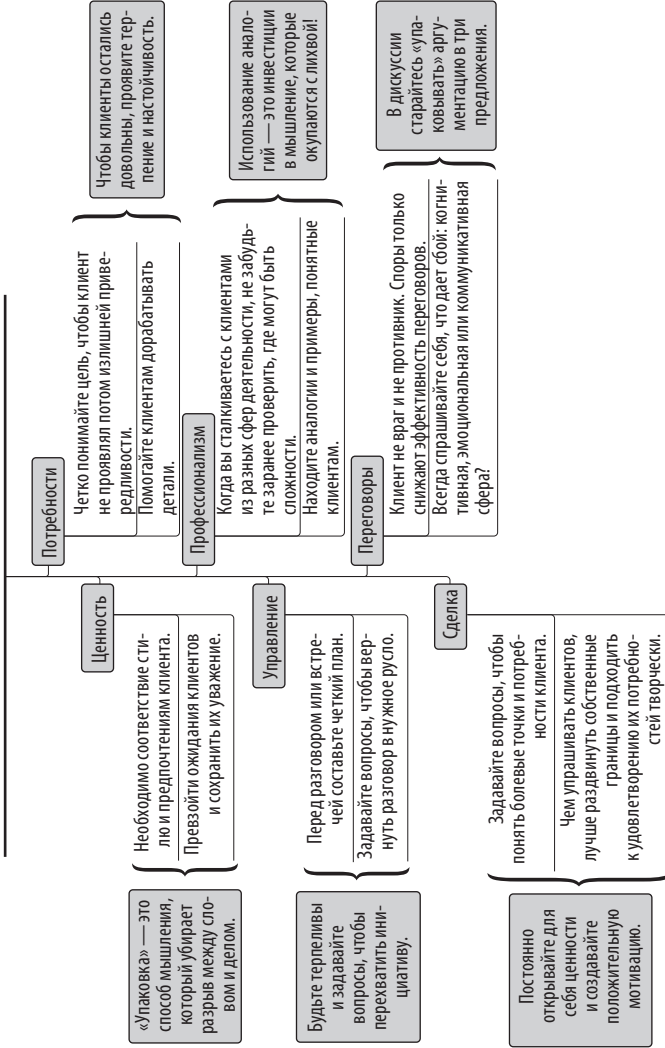 Потребности
Четко понимайте цель, чтобы клиент
не проявлял потом излишней приве-
редливости.
Помогайте клиентам дорабатывать
детали.
Чтобы клиенты остались
довольны, проявите тер-
пение и настойчивость.
Ценность
Необходимо соответствие сти-
лю и предпочтениям клиента.
Превзойти ожидания клиентов
и сохранить их уважение.
«Упаковка» — это
способ мышления,
который убирает
разрыв между сло-
вом и делом.
Профессионализм
Когда вы сталкиваетесь с клиентами
из разных сфер деятельности, не забудь-
те заранее проверить, где могут быть
сложности.
Находите аналогии и примеры, понятные
клиентам.
Использование анало-
гий — это инвестиции
в мышление, которые
окупаются с лихвой!
Управление
Перед разговором или встре-
чей составьте четкий план.
Задавайте вопросы, чтобы вер-
нуть разговор в нужное русло.
Будьте терпеливы
и задавайте
вопросы, чтобы
перехватить ини-
циативу.
Переговоры
Клиент не враг и не противник. Споры только
снижают эффективность переговоров.
Всегда спрашивайте себя, что дает сбой: когни-
тивная, эмоциональная или коммуникативная
сфера?
В дискуссии
старайтесь «упа-
ковывать» аргу-
ментацию в три
предложения.
Сделка
Задавайте вопросы, чтобы
понять болевые точки и потреб-
ности клиента.
Чем упрашивать клиентов,
лучше раздвинуть собственные
границы и подходить
к удовлетворению их потребно-
стей творчески.
Постоянно
открывайте для
себя ценности
и создавайте
положительную
мотивацию.